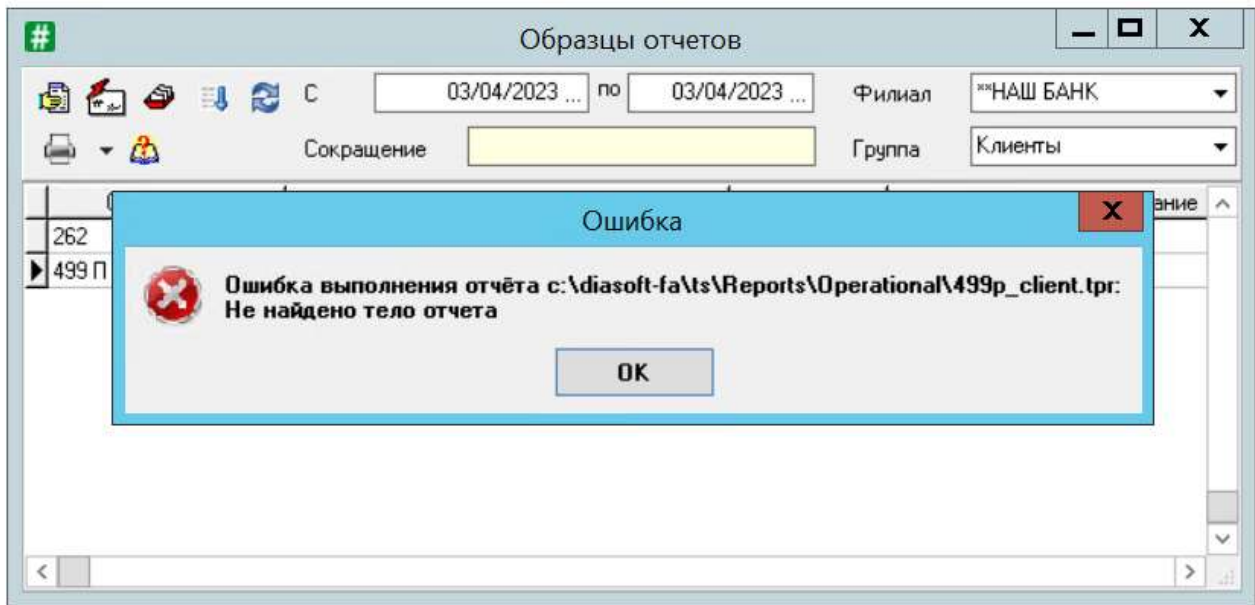 Образцы отчетов
С 03/04/2023 ... по 03/04/2023 ... Филиал **НАШ БАНК
Сокращение Группа Клиенты
262
499 П
Ошибка
Ошибка выполнения отчёта c:\diasoft-fa\ts\Reports\Operational\499p_client.tpr:
Не найдено тело отчета
OK